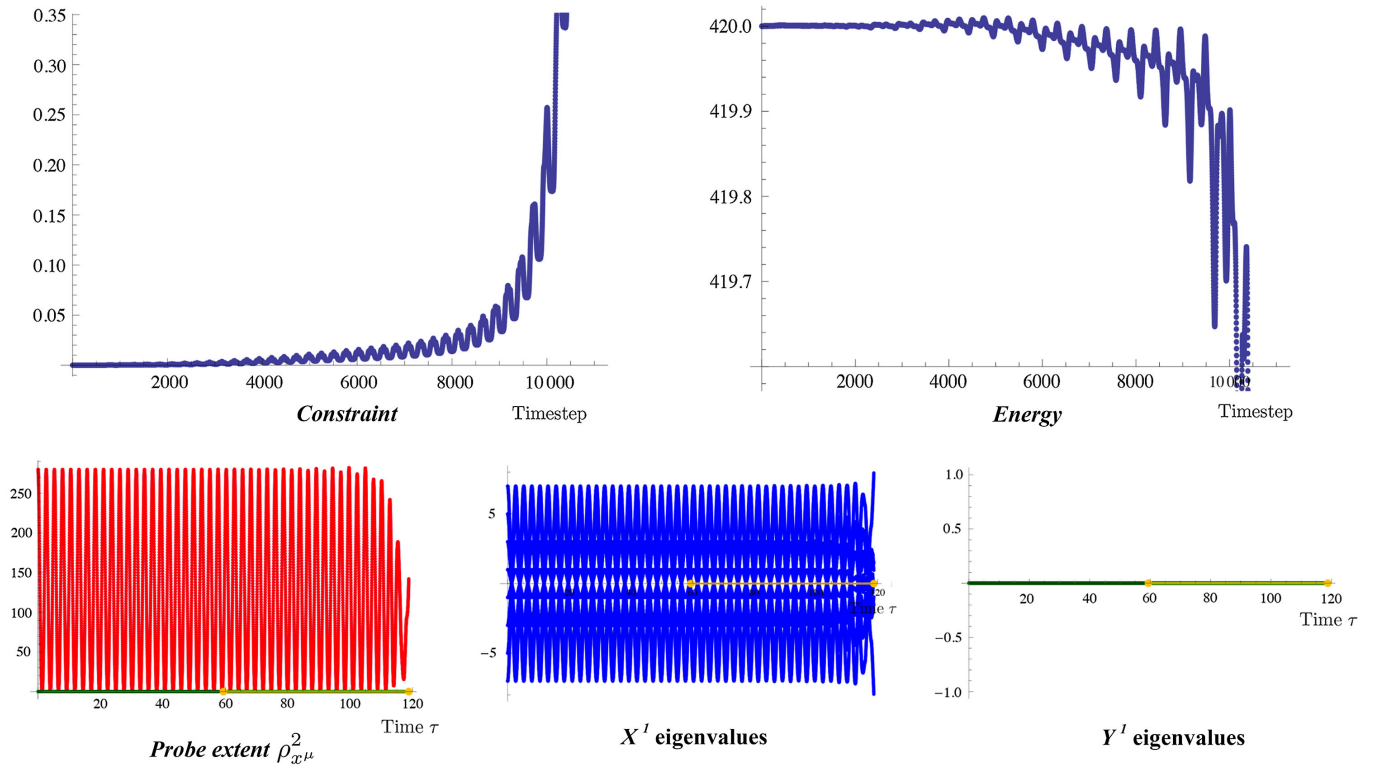 0.35
0.30
0.25
0.20
0.15
0.10
0.05
2000 4000 6000 8000 10 000
Constraint Timestep
420.0
419.9
419.8
419.7
2000 4000 6000 8000
Energy Timestep
250
200
150
100
50
20 40 60 80 100 120
Time τ
Probe extent ρ²ₓμ
5
−5
120
Time τ
X¹ eigenvalues
1.0
0.5
−0.5
−1.0
20 40 60 80 100 120
Time τ
Y¹ eigenvalues